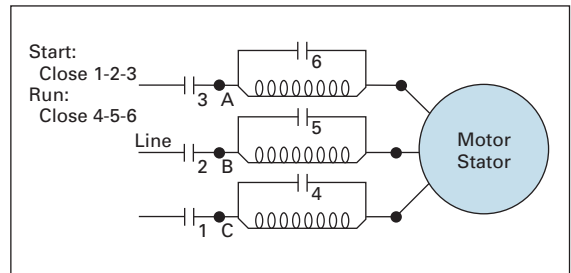 Start:
Close 1-2-3
Run:
Close 4-5-6
6
3 A
5
Line
2 B
4
1 C
Motor
Stator